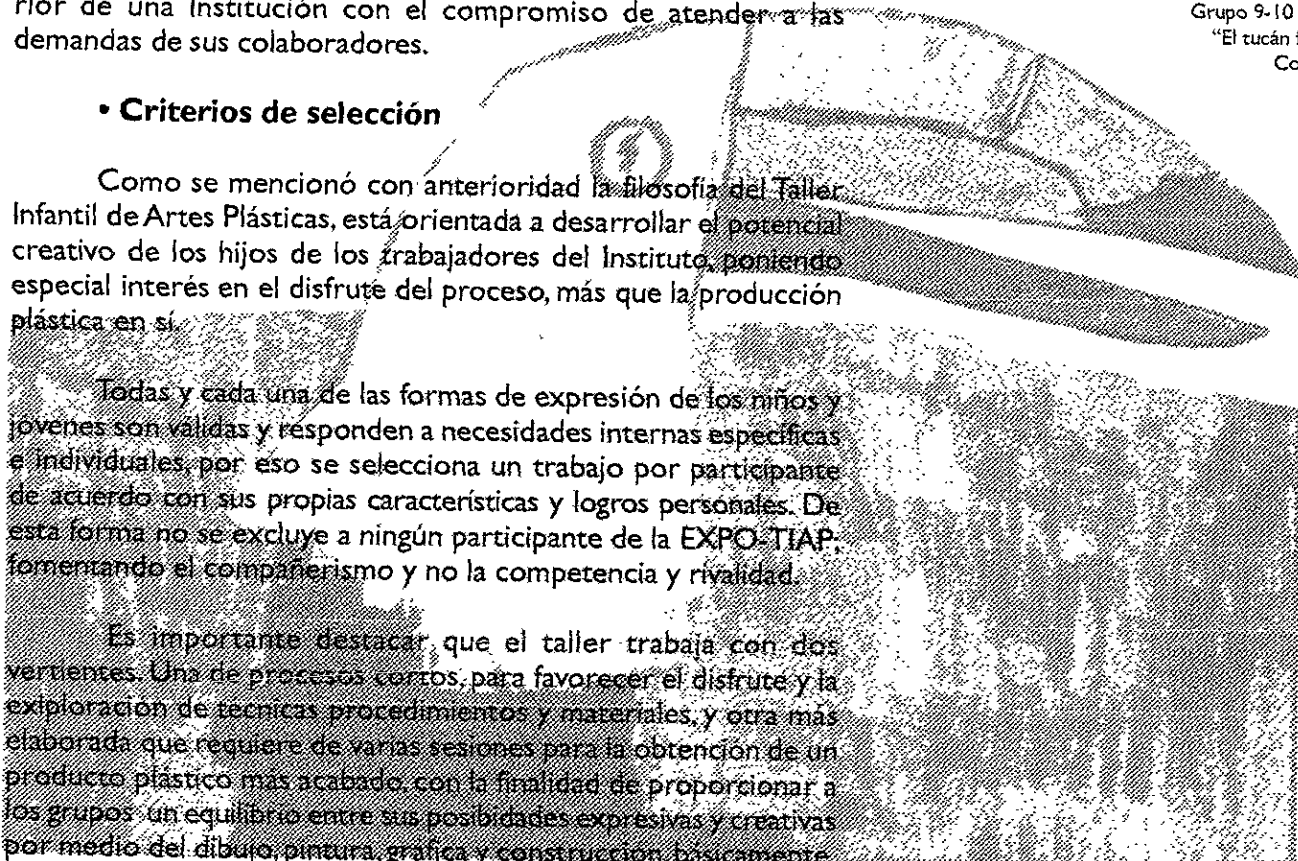 rior de una Institución con el compromiso de atender a las
demandas de sus colaboradores.
Grupo 9-10
"El tucán
Co
• Criterios de selección
Como se mencionó con anterioridad la filosofía del Taller
Infantil de Artes Plásticas, está orientada a desarrollar el potencial
creativo de los hijos de los trabajadores del Instituto, poniendo
especial interés en el disfrute del proceso, más que la producción
plástica en sí.
Todas y cada una de las formas de expresión de los niños y
jóvenes son válidas y responden a necesidades internas específicas
e individuales, por eso se selecciona un trabajo por participante
de acuerdo con sus propias características y logros personales. De
esta forma no se excluye a ningún participante de la EXPO-TIAP,
fomentando el compañerismo y no la competencia y rivalidad.
Es importante destacar, que el taller trabaja con dos
vertientes. Una de procesos cortos, para favorecer el disfrute y la
exiploración de tecnicas procedimientos y materiales, y otra más
elaborada que requiere de varias sesiones para la obtención de un
producto plástico más acabado, con la finalidad de proporcionar a
los grupos un equilibrio entre sus posibidades expresivas y creativas
por medio del dibujo, pintura, gráfica y construcción básicamente.